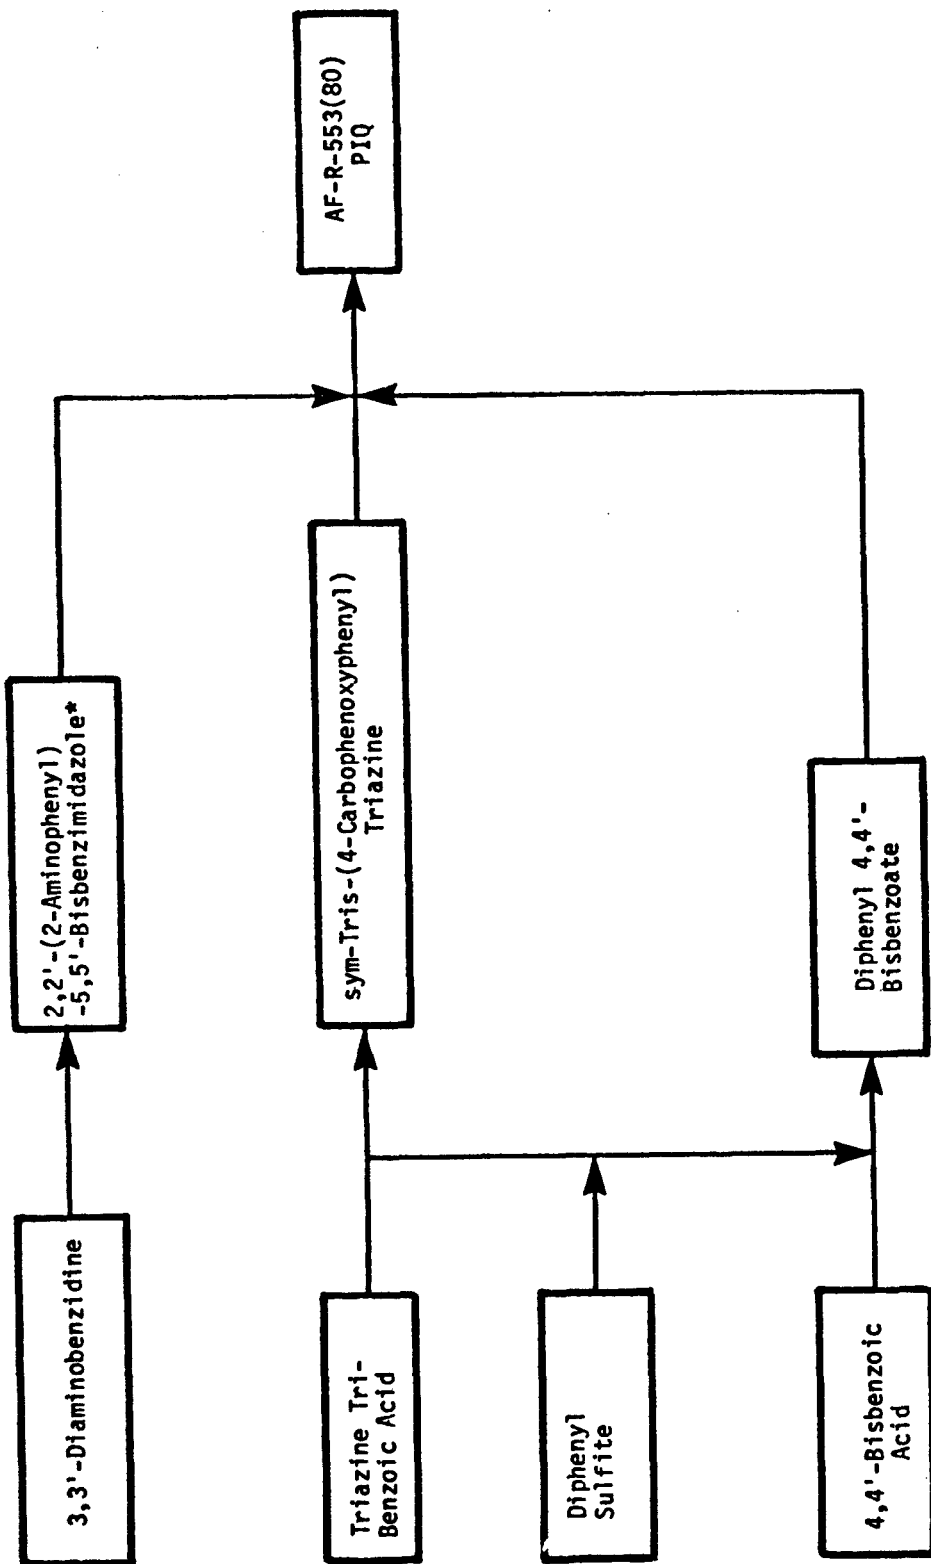 3,3'-Diaminobenzidine
2,2'-(2-Aminophenyl)
-5,5'-Bisbenzimidazole*
Triazine Tri-
Benzoic Acid
sym-Tris-(4-Carbophenoxyphenyl)
Triazine
AF-R-553(80)
PIQ
Diphenyl
Sulfite
4,4'-Bisbenzoic
Acid
Diphenyl 4,4'-
Bisbenzoate